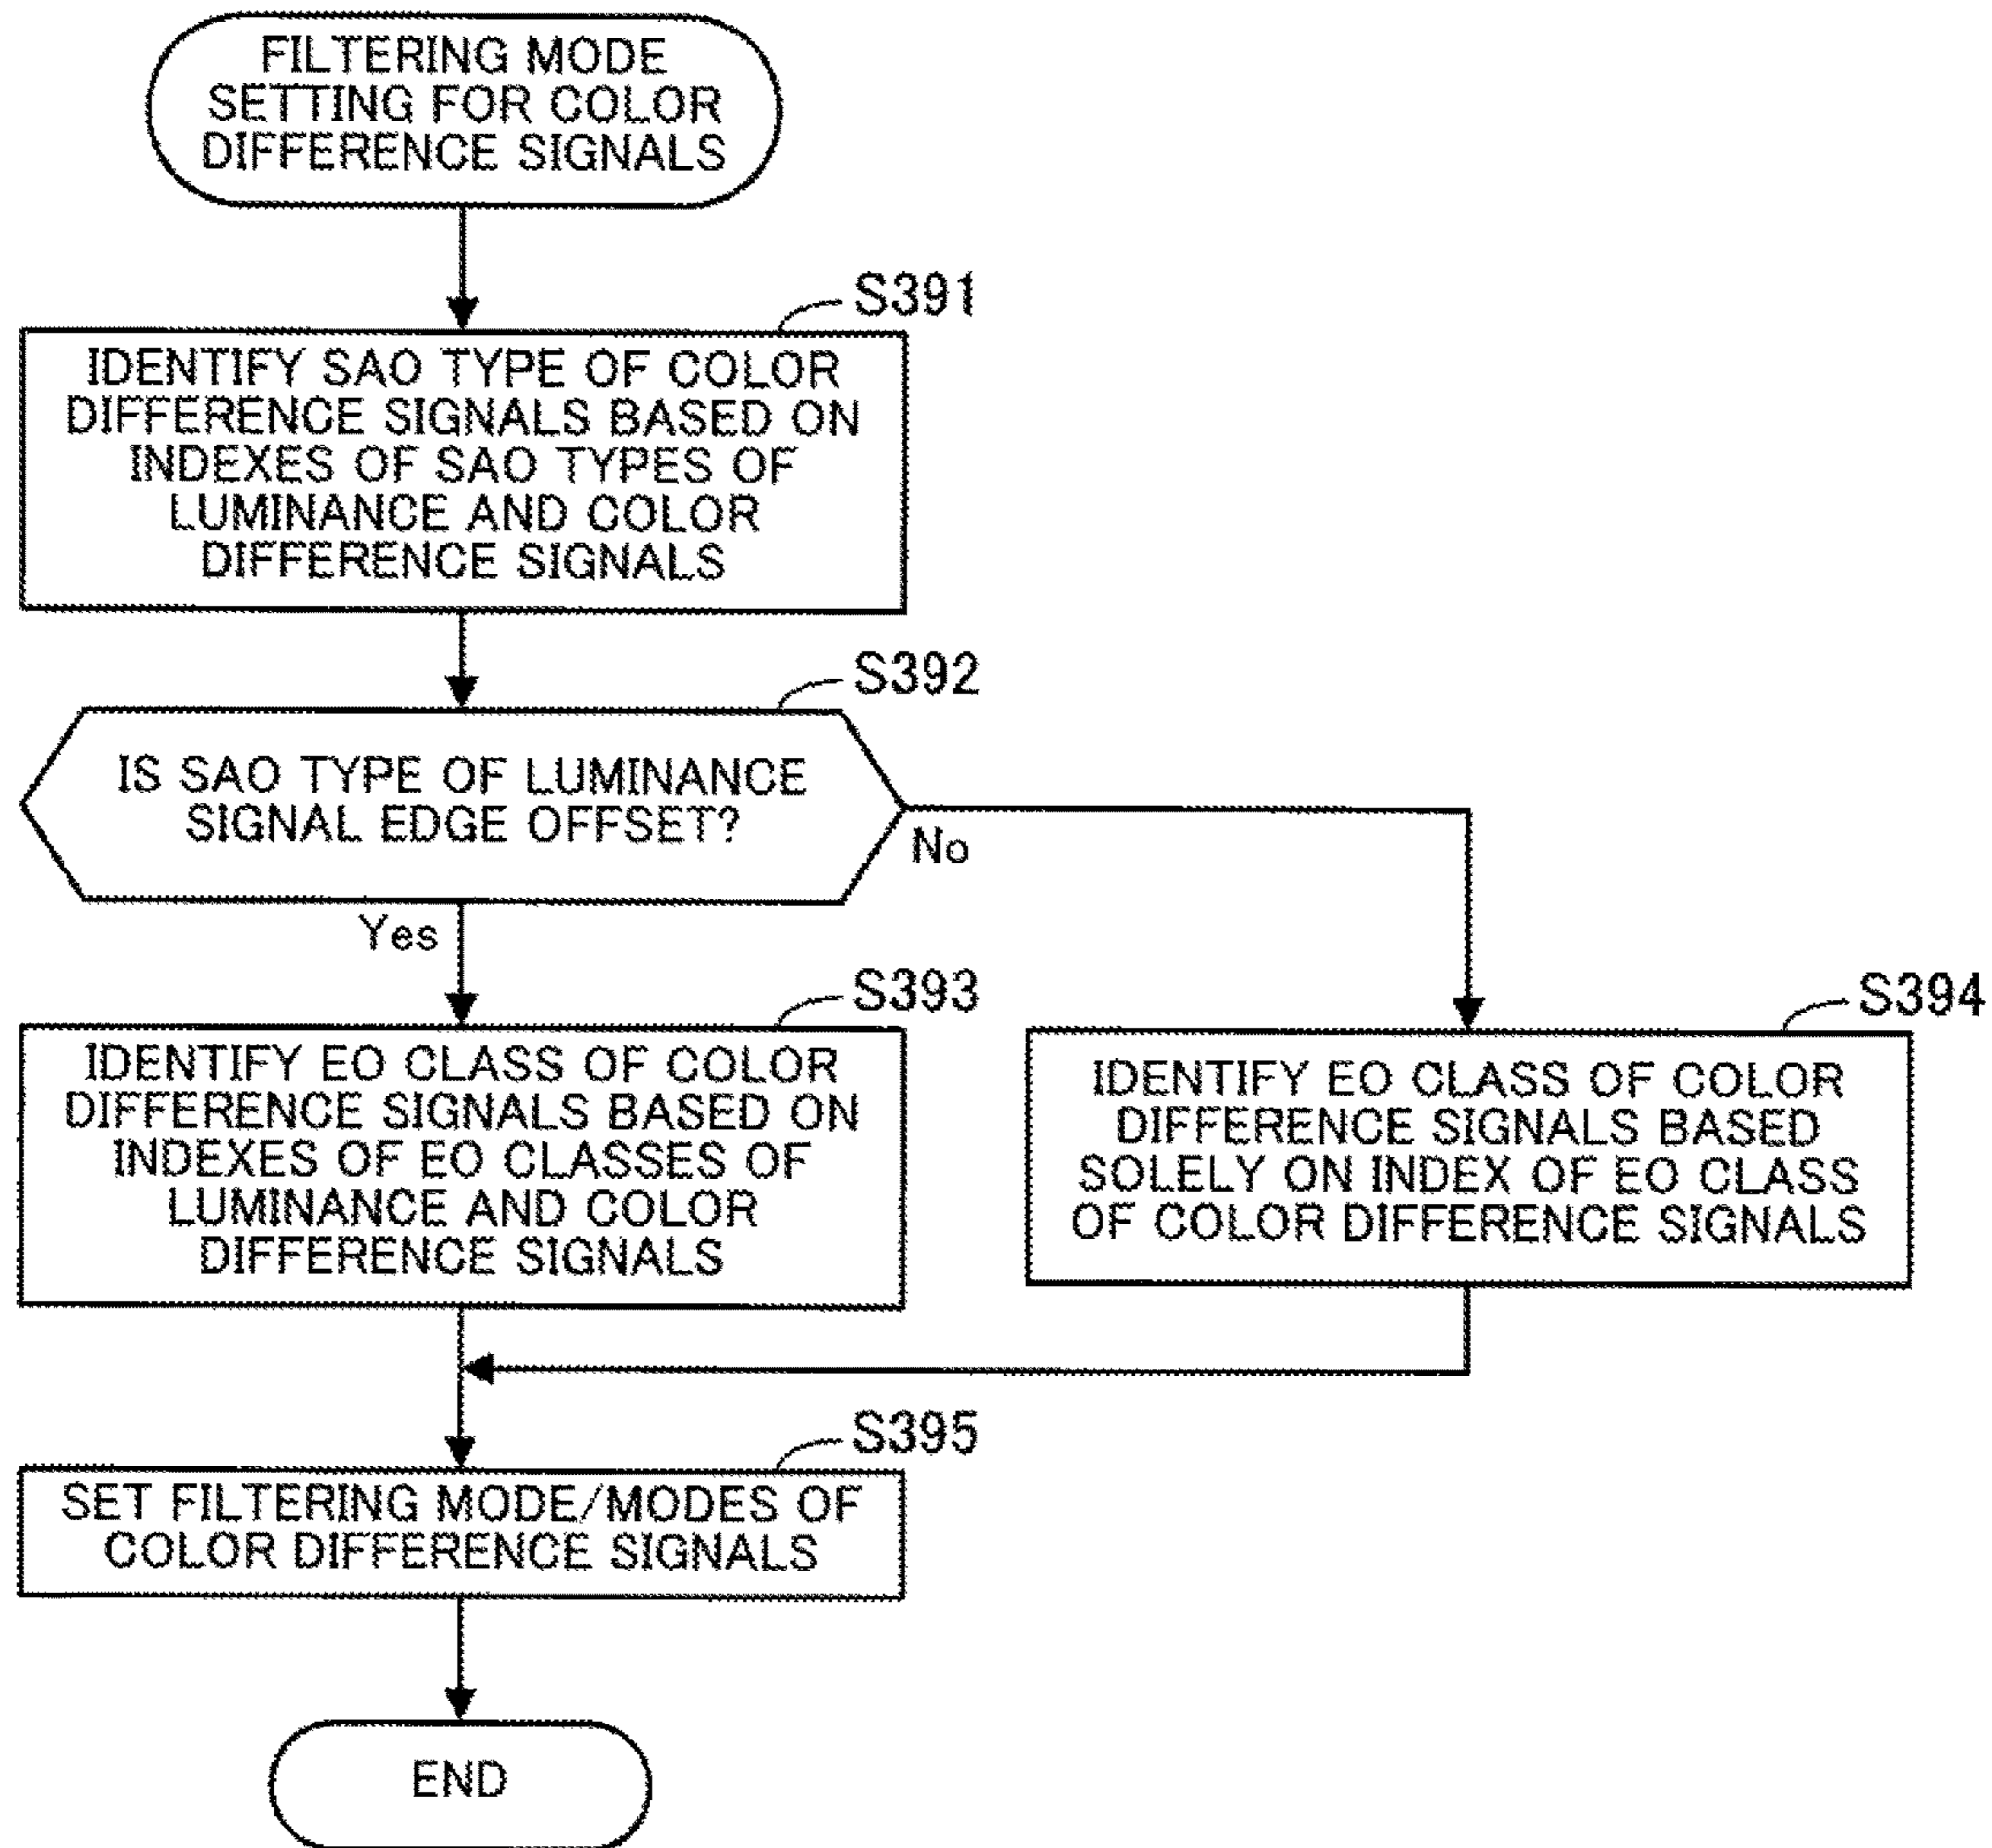 FILTERING MODE
SETTING FOR COLOR
DIFFERENCE SIGNALS
S391
IDENTIFY SAO TYPE OF COLOR
DIFFERENCE SIGNALS BASED ON
INDEXES OF SAO TYPES OF
LUMINANCE AND COLOR
DIFFERENCE SIGNALS
S392
IS SAO TYPE OF LUMINANCE
SIGNAL EDGE OFFSET?
No
Yes
S393
IDENTIFY EO CLASS OF COLOR
DIFFERENCE SIGNALS BASED ON
INDEXES OF EO CLASSES OF
LUMINANCE AND COLOR
DIFFERENCE SIGNALS
S394
IDENTIFY EO CLASS OF COLOR
DIFFERENCE SIGNALS BASED
SOLELY ON INDEX OF EO CLASS
OF COLOR DIFFERENCE SIGNALS
S395
SET FILTERING MODE/MODES OF
COLOR DIFFERENCE SIGNALS
END